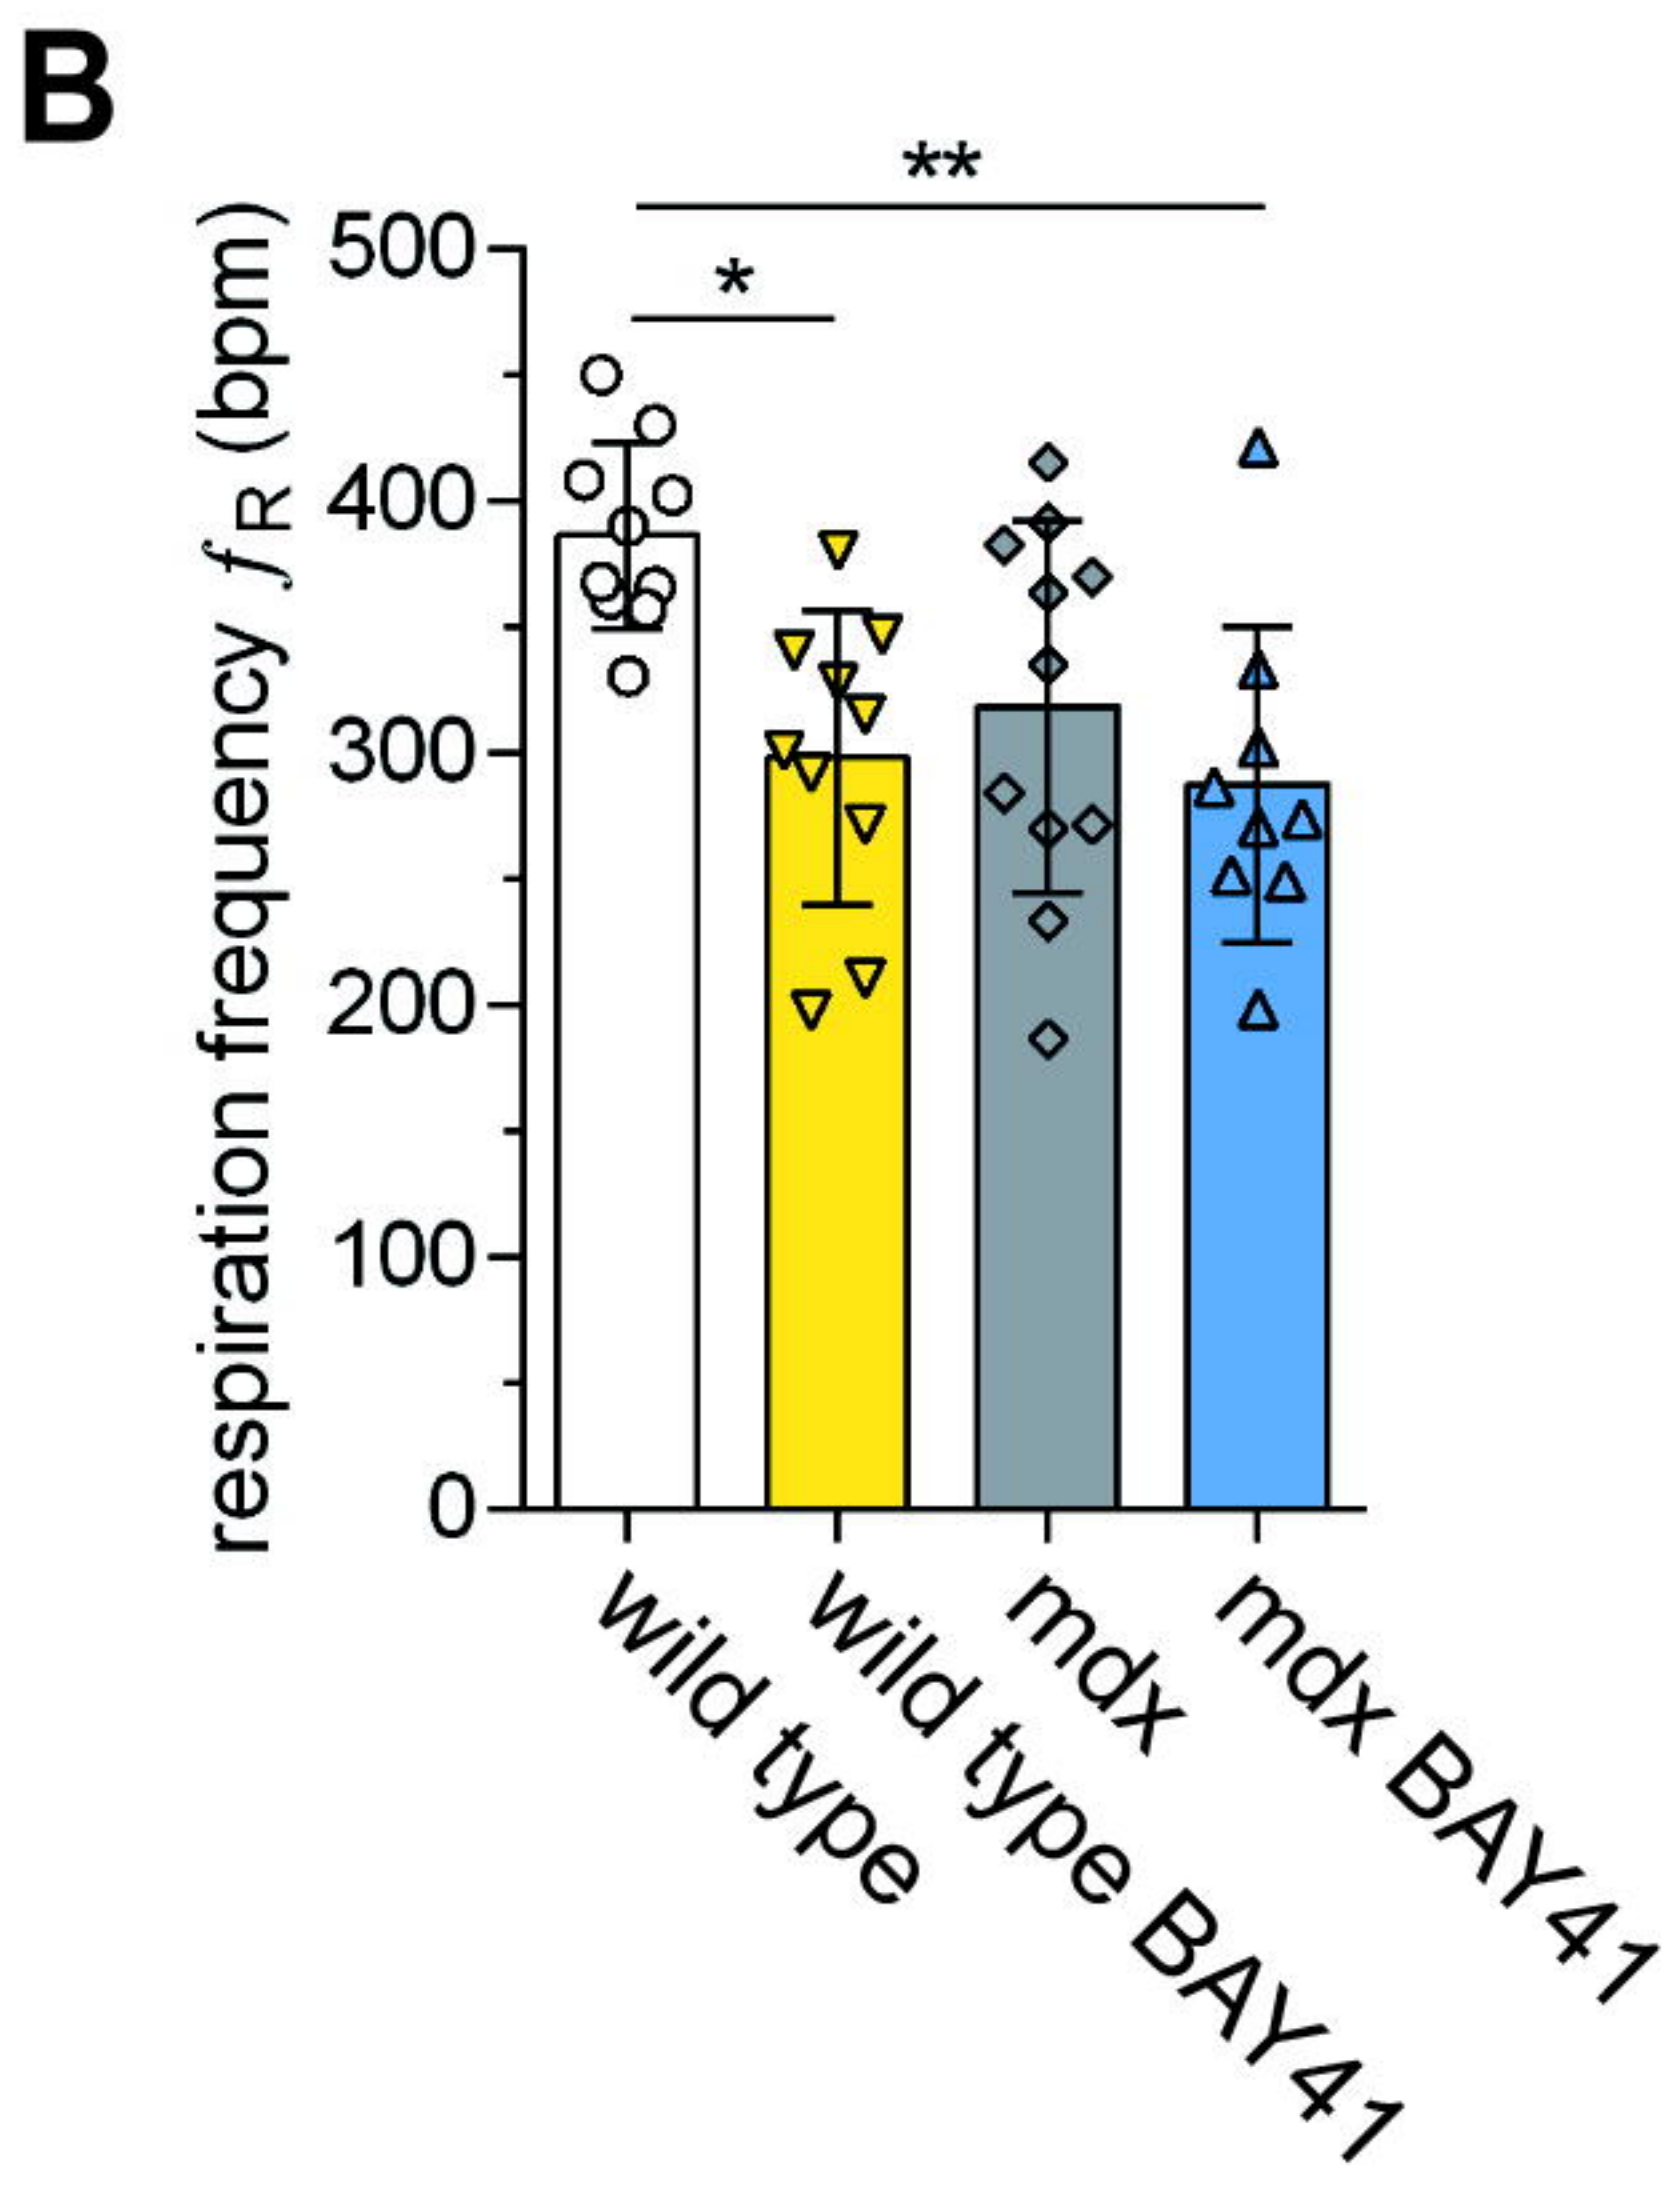 B
**
*
respiration frequency fR (bpm)
500
400
300
200
100
0
wild type
wild type BAY41
mdx
mdx BAY41